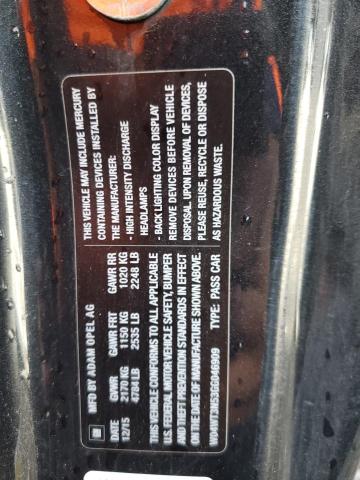 GM
MFG BY ADAM OPEL AG
DATE GVWR GAWR FRT GAWR RR
12/15 2170 KG 1150 KG 1020 KG
4784 LB 2535 LB 2248 LB
THIS VEHICLE CONFORMS TO ALL APPLICABLE
U.S. FEDERAL MOTOR VEHICLE SAFETY, BUMPER
AND THEFT PREVENTION STANDARDS IN EFFECT
ON THE DATE OF MANUFACTURE SHOWN ABOVE.
W04WT3N53GG046909 TYPE: PASS CAR
THIS VEHICLE MAY INCLUDE MERCURY
CONTAINING DEVICES INSTALLED BY
THE MANUFACTURER:
- HIGH INTENSITY DISCHARGE
HEADLAMPS
- BACK LIGHTING COLOR DISPLAY
REMOVE DEVICES BEFORE VEHICLE
DISPOSAL, UPON REMOVAL OF DEVICES,
PLEASE REUSE, RECYCLE OR DISPOSE
AS HAZARDOUS WASTE.